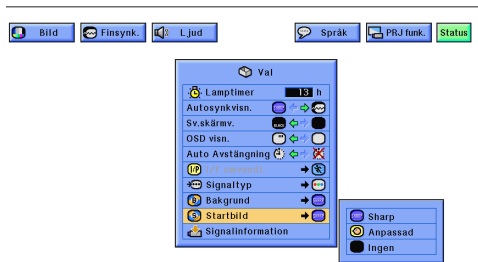 Bild Finsynk. Ljud Språk PRJ funk. Status
Val
Lamptimer 13 h
Autosynkvisn.
Sv.skärmv.
OSD visn.
Auto Avstängning
I/P
Signaltyp
Bakgrund
Startbild
Signalinformation
Sharp
Anpassad
Ingen